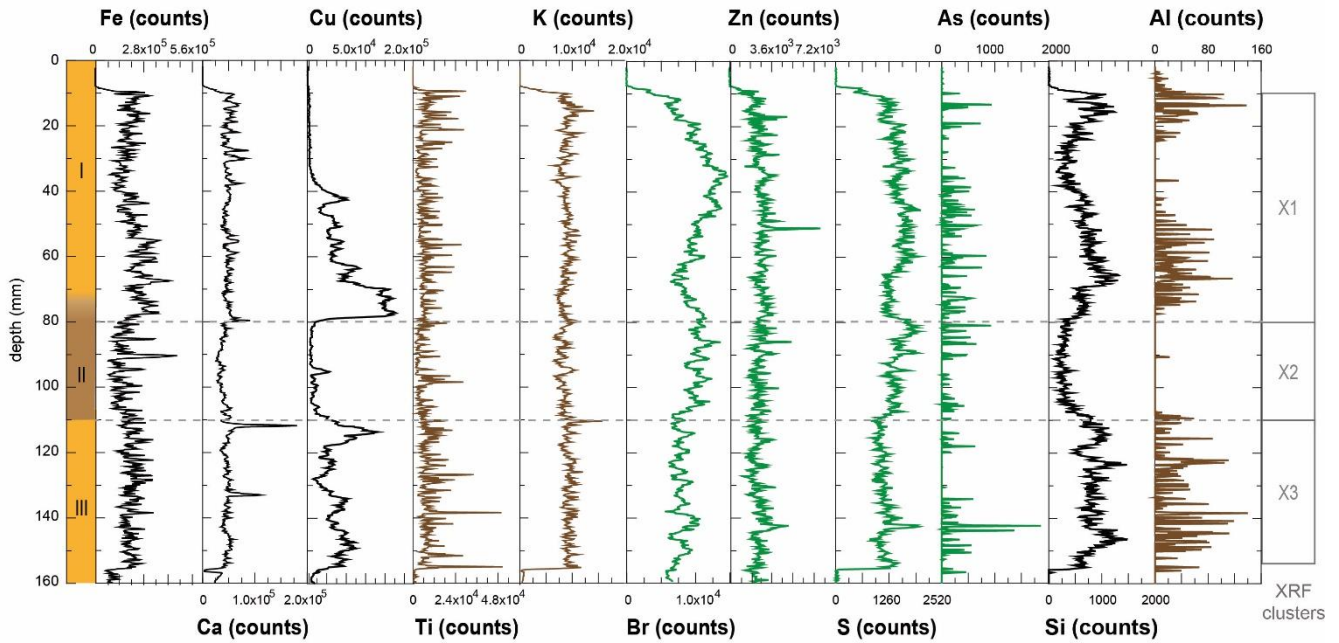 Fe (counts) Cu (counts) K (counts) Zn (counts) As (counts) Al (counts)
0 2.8x10⁵ 5.6x10⁵ 0 5.0x10⁴ 2.0x10⁵ 0 1.0x10⁴ 2.0x10⁴ 0 3.6x10³ 7.2x10³ 0 1000 2000 0 80 160
0
20
40
60
80
100
120
140
160
depth (mm)
I
II
III
X1
X2
X3
XRF
clusters
0 1.0x10⁵ 2.0x10⁵ 0 2.4x10⁴ 4.8x10⁴ 0 1.0x10⁴ 0 1260 2520 0 1000 2000
Ca (counts) Ti (counts) Br (counts) S (counts) Si (counts)